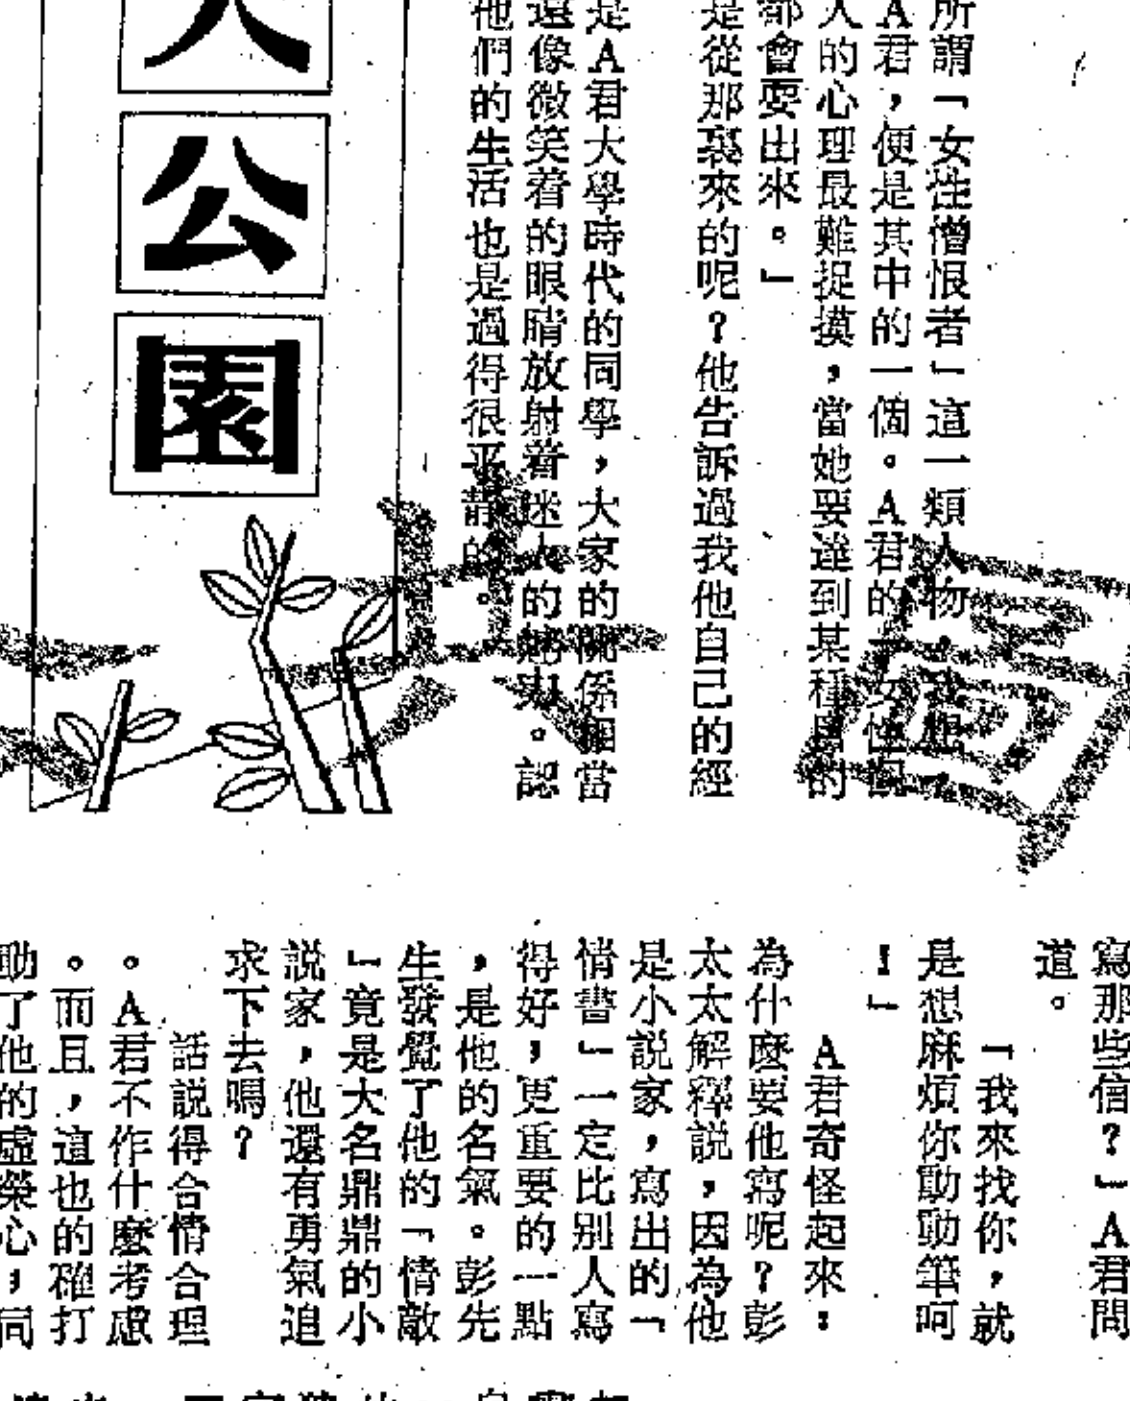 所謂「女性憎恨者」這一類人物，我想，
A君，便是其中的一個。A君的
人的心理最難捉摸，當她要達到某種目的
都會耍出來。」
是從那裏來的呢？他告訴過我他自己的經
是A君大學時代的同學，大家的關係相當
還像微笑着的眼睛放射着迷人的魅力。認
他們的生活也是過得很平靜的。
大公園
寫那些信？」A君問
道。
「我來找你，就
是想麻煩你動動筆呵
！」
A君奇怪起來：
為什麼要他寫呢？彭
太太解釋說，因為他
是小說家，寫出的「
情書」一定比別人寫
得好，更重要的一點
，是他的名氣。彭先
生發覺了他的「情敵
」竟是大名鼎鼎的小
說家，他還有勇氣追
求下去嗎？
話說得合情合理
。A君不作什麼考慮
。而且，這也的確打
動了他的虛榮心，同